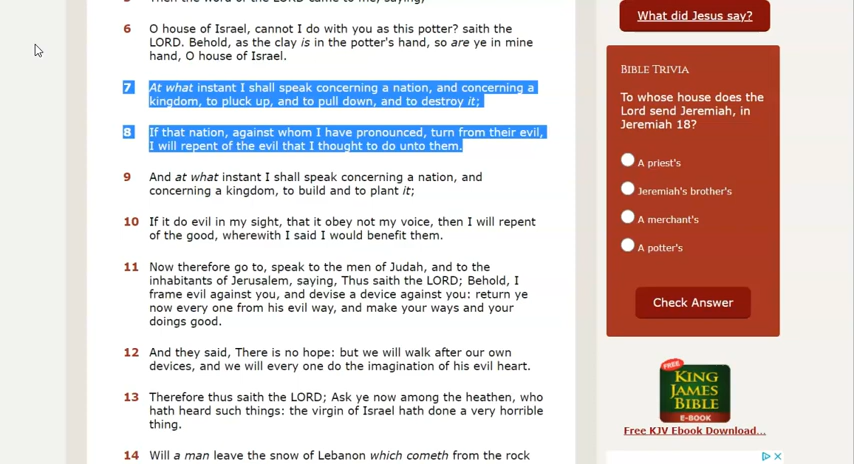 5 Then the word of the LORD came to me, saying,
6 O house of Israel, cannot I do with you as this potter? saith the
LORD. Behold, as the clay is in the potter's hand, so are ye in mine
hand, O house of Israel.
7 At what instant I shall speak concerning a nation, and concerning a
kingdom, to pluck up, and to pull down, and to destroy it;
8 If that nation, against whom I have pronounced, turn from their evil,
I will repent of the evil that I thought to do unto them.
9 And at what instant I shall speak concerning a nation, and
concerning a kingdom, to build and to plant it;
10 If it do evil in my sight, that it obey not my voice, then I will repent
of the good, wherewith I said I would benefit them.
11 Now therefore go to, speak to the men of Judah, and to the
inhabitants of Jerusalem, saying, Thus saith the LORD; Behold, I
frame evil against you, and devise a device against you: return ye
now every one from his evil way, and make your ways and your
doings good.
12 And they said, There is no hope: but we will walk after our own
devices, and we will every one do the imagination of his evil heart.
13 Therefore thus saith the LORD; Ask ye now among the heathen, who
hath heard such things: the virgin of Israel hath done a very horrible
thing.
14 Will a man leave the snow of Lebanon which cometh from the rock
What did Jesus say?
BIBLE TRIVIA
To whose house does the
Lord send Jeremiah, in
Jeremiah 18?
A priest's
Jeremiah's brother's
A merchant's
A potter's
Check Answer
FREE
KING
JAMES
BIBLE
E-BOOK
Free KJV Ebook Download...